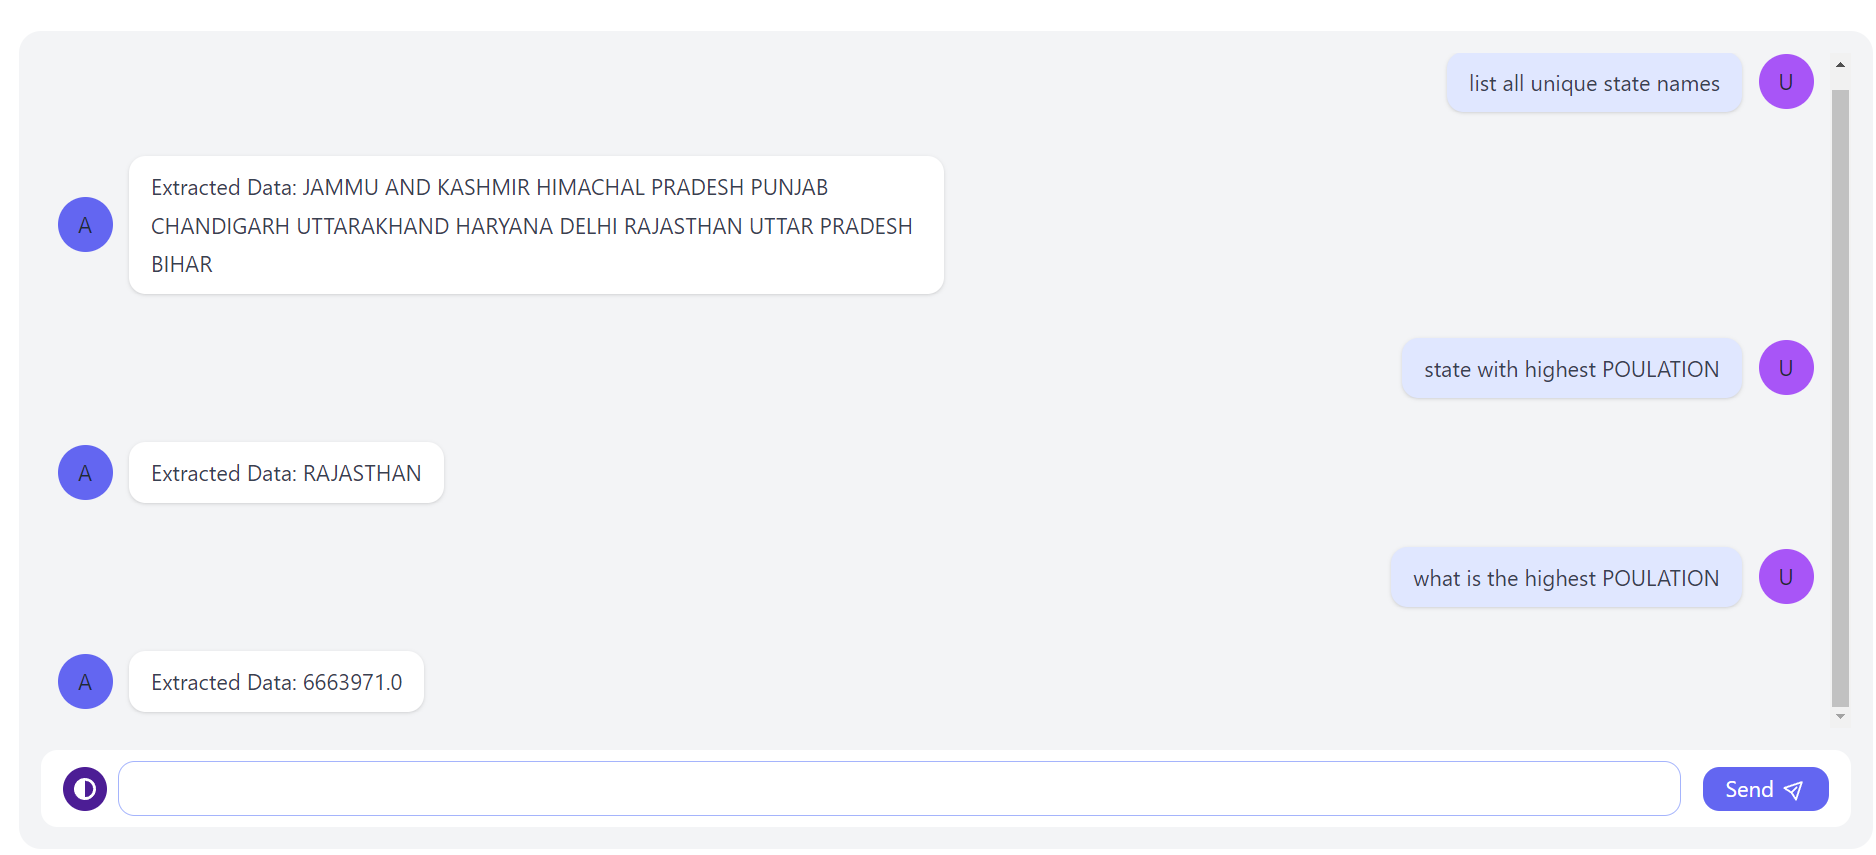 list all unique state names
U
Extracted Data: JAMMU AND KASHMIR HIMACHAL PRADESH PUNJAB
CHANDIGARH UTTARAKHAND HARYANA DELHI RAJASTHAN UTTAR PRADESH
BIHAR
A
state with highest POULATION
U
A
Extracted Data: RAJASTHAN
what is the highest POULATION
U
A
Extracted Data: 6663971.0
Send